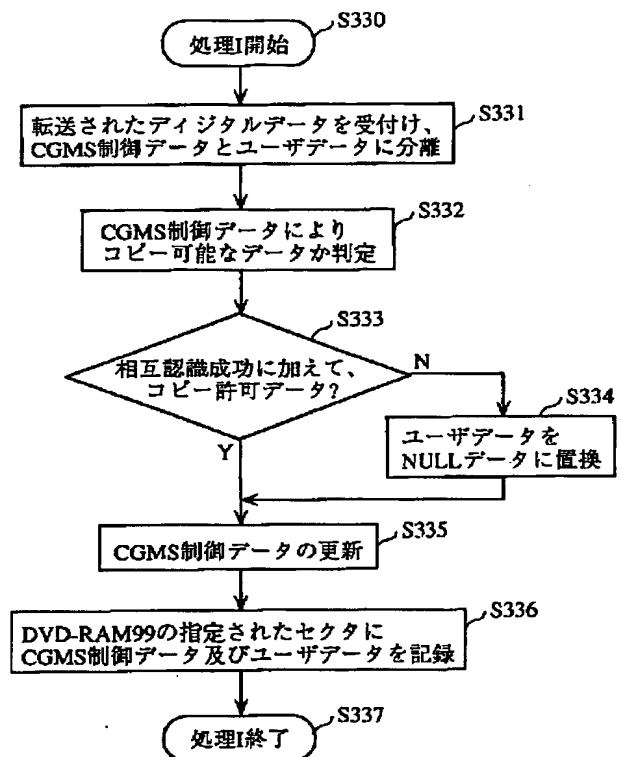 S330
処理I開始
S331
転送されたディジタルデータを受付け、
CGMS制御データとユーザデータに分離
S332
CGMS制御データにより
コピー可能なデータか判定
S333
相互認識成功に加えて、
コピー許可データ?
N
S334
ユーザデータを
NULLデータに置換
Y
S335
CGMS制御データの更新
S336
DVD-RAM99の指定されたセクタに
CGMS制御データ及びユーザデータを記録
S337
処理I終了